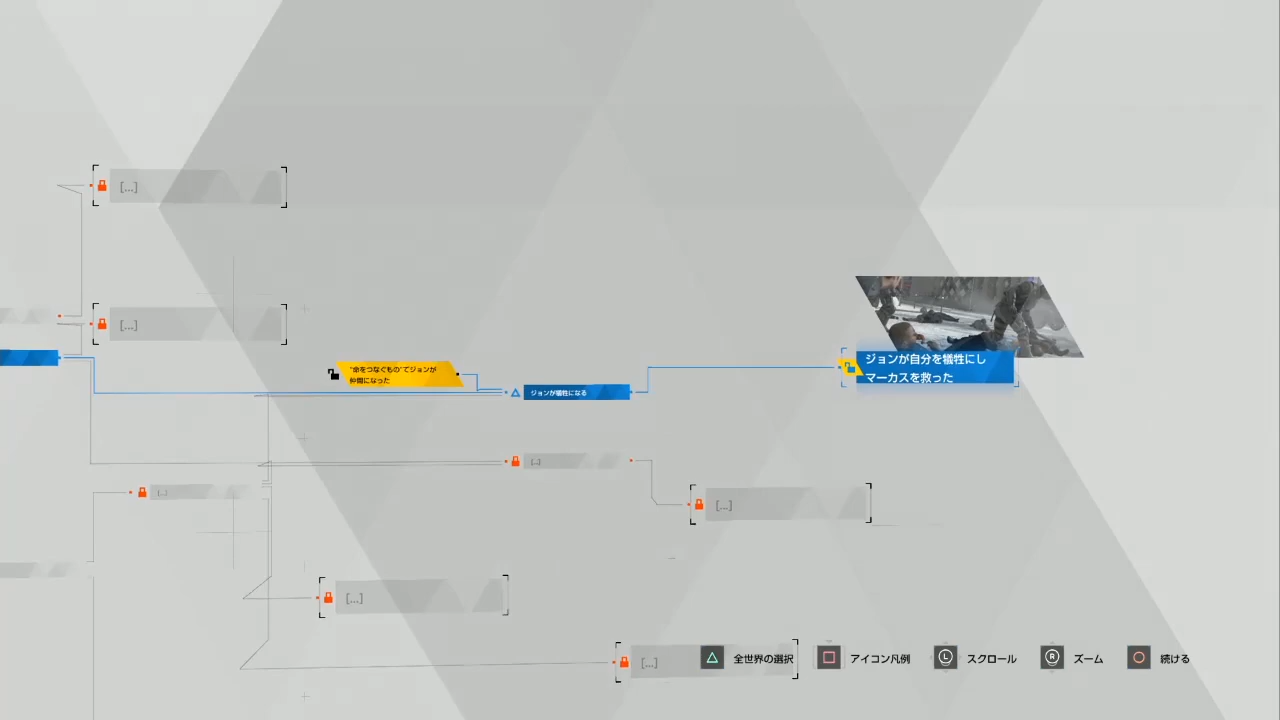 [...]
[...]
"命をつなぐもの"でジョンが
仲間になった
ジョンが犠牲になる
ジョンが自分を犠牲にし
マーカスを救った
[...]
[...]
[...]
[...]
[...]
全世界の選択
アイコン凡例
L
スクロール
R
ズーム
続ける